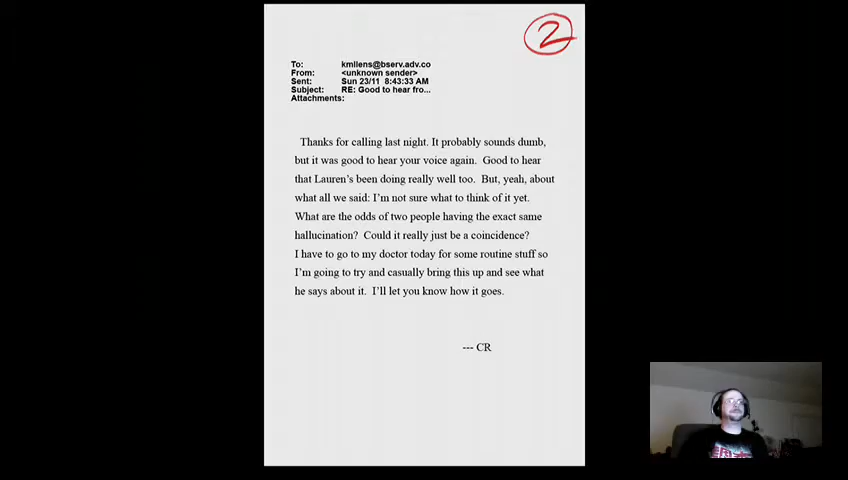 2
To: kmllens@bserv.adv.co
From: <unknown sender>
Sent: Sun 23/11 8:43:33 AM
Subject: RE: Good to hear fro...
Attachments:
Thanks for calling last night. It probably sounds dumb,
but it was good to hear your voice again. Good to hear
that Lauren's been doing really well too. But, yeah, about
what all we said: I'm not sure what to think of it yet.
What are the odds of two people having the exact same
hallucination? Could it really just be a coincidence?
I have to go to my doctor today for some routine stuff so
I'm going to try and casually bring this up and see what
he says about it. I'll let you know how it goes.
--- CR